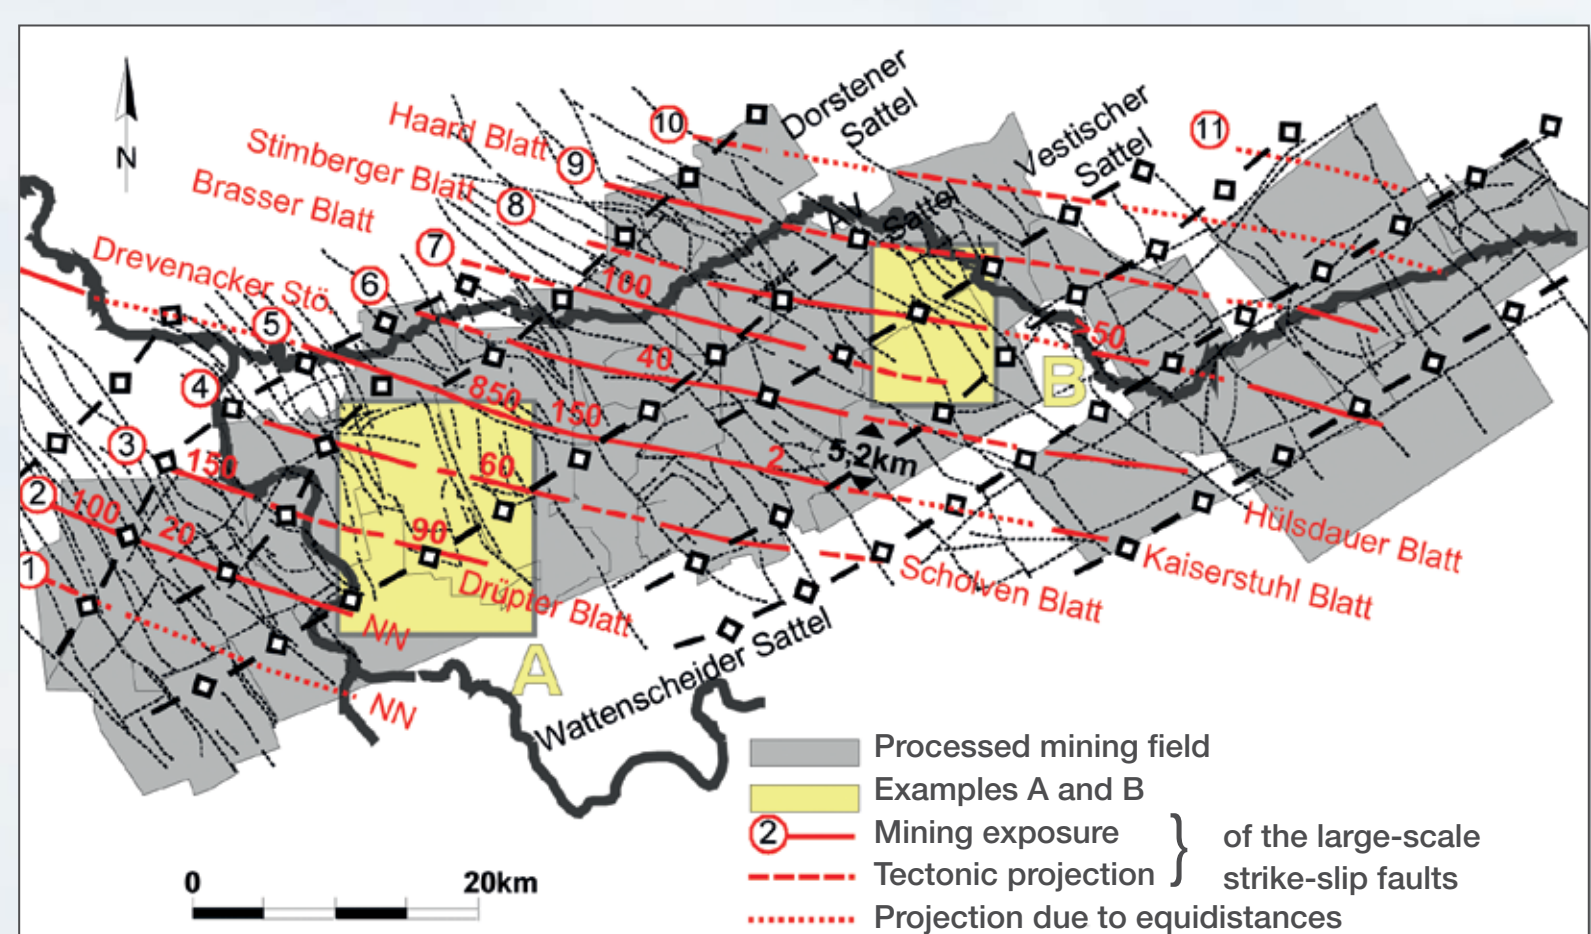 N
Haard Blatt
Stimberger Blatt
Brasser Blatt
Drevenacker Stö.
10
9
8
7
6
5
4
3
2
1
11
Dorstener
Sattel
Vestischer
Sattel
AV
Sattel
100
40
850
150
>50
150
60
2
5,2km
100
20
90
B
A
Drüpter Blatt
NN
NN
Hülsdauer Blatt
Kaiserstuhl Blatt
Scholven Blatt
Wattenscheider Sattel
Processed mining field
Examples A and B
2 Mining exposure
Tectonic projection
} of the large-scale
strike-slip faults
Projection due to equidistances
0 20km